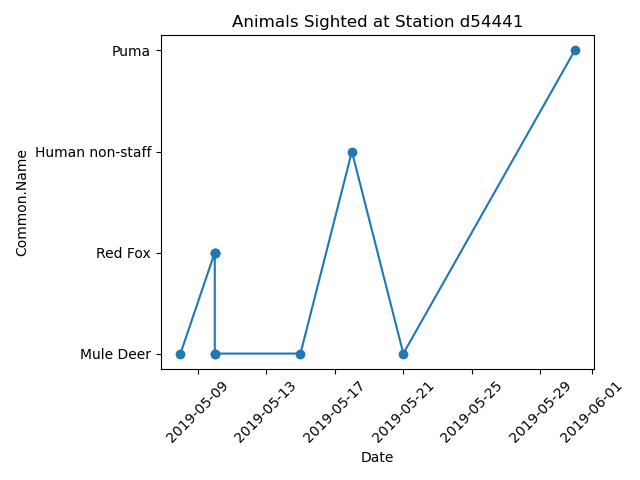 Animals Sighted at Station d54441
Common.Name
Puma
Human non-staff
Red Fox
Mule Deer
2019-05-09
2019-05-13
2019-05-17
2019-05-21
2019-05-25
2019-05-29
2019-06-01
Date